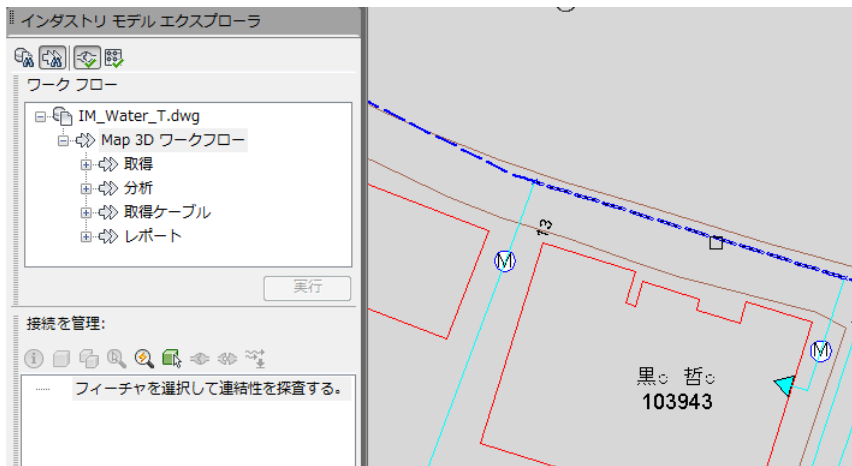 インダストリ モデル エクスプローラ
ワーク フロー
IM_Water_T.dwg
Map 3D ワークフロー
取得
分析
取得ケーブル
レポート
実行
接続を管理:
フィーチャを選択して連結性を探査する。
13
M
M
黒○ 哲○
103943